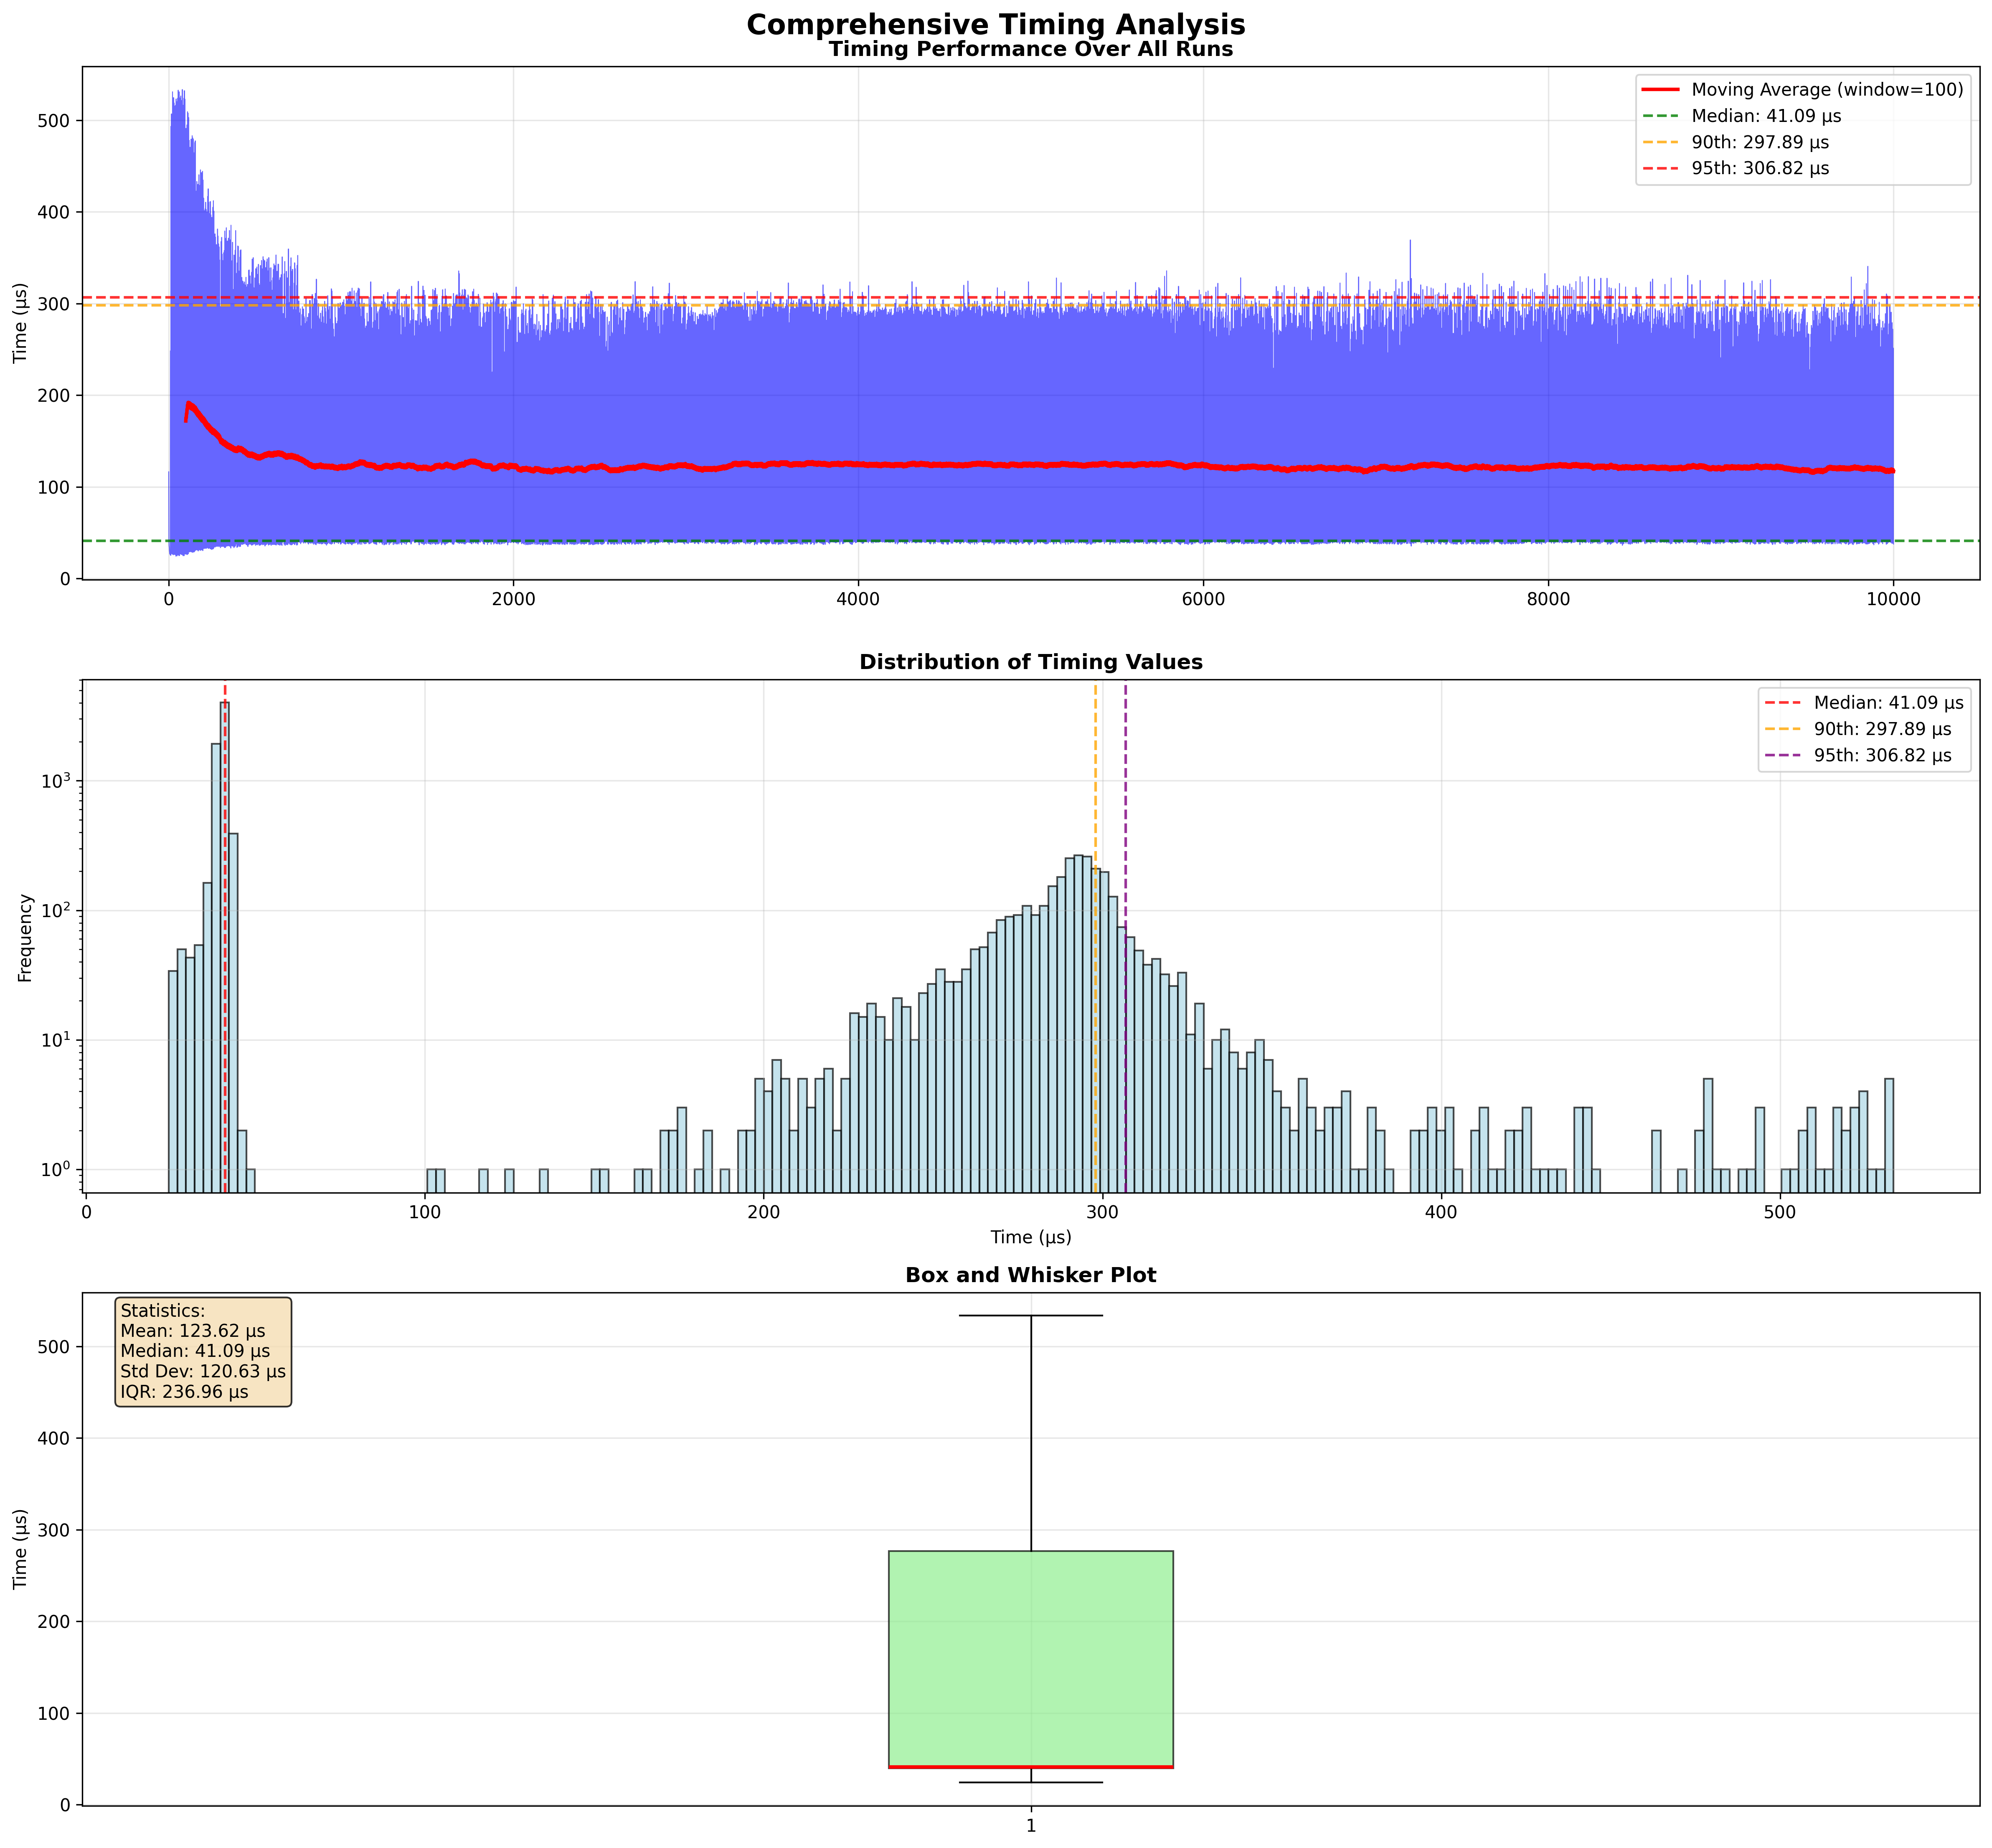 Comprehensive Timing Analysis
Timing Performance Over All Runs
Time (µs)
500
400
300
200
100
0
0 2000 4000 6000 8000 10000
Moving Average (window=100)
Median: 41.09 µs
90th: 297.89 µs
95th: 306.82 µs
Distribution of Timing Values
Frequency
10³
10²
10¹
10⁰
0 100 200 300 400 500
Time (µs)
Median: 41.09 µs
90th: 297.89 µs
95th: 306.82 µs
Box and Whisker Plot
Time (µs)
500
400
300
200
100
0
1
Statistics:
Mean: 123.62 µs
Median: 41.09 µs
Std Dev: 120.63 µs
IQR: 236.96 µs